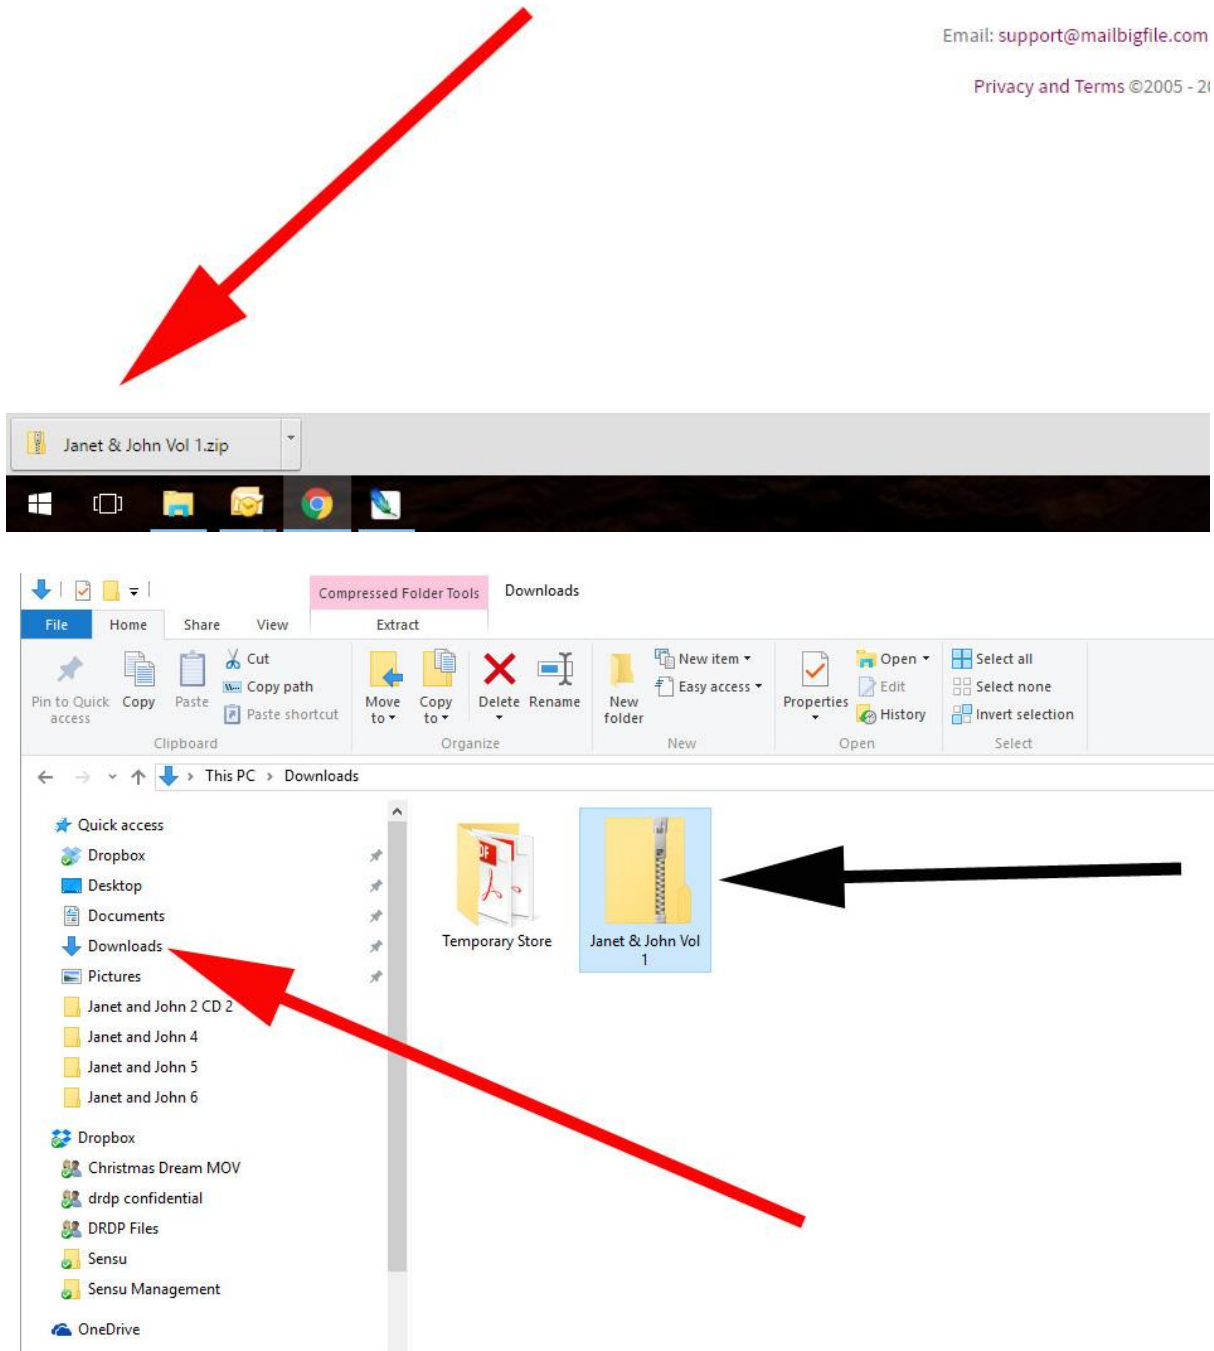 Email: support@mailbigfile.com
Privacy and Terms ©2005 - 20
Janet & John Vol 1.zip
Compressed Folder Tools Downloads
File Home Share View Extract
Pin to Quick access
Copy
Paste
Cut
Copy path
Paste shortcut
Clipboard
Move to
Copy to
Delete
Rename
Organize
New folder
New item
Easy access
New
Properties
Open
Edit
History
Open
Select all
Select none
Invert selection
Select
This PC > Downloads
Quick access
Dropbox
Desktop
Documents
Downloads
Pictures
Janet and John 2 CD 2
Janet and John 4
Janet and John 5
Janet and John 6
Dropbox
Christmas Dream MOV
drdp confidential
DRDP Files
Sensu
Sensu Management
OneDrive
Temporary Store
Janet & John Vol
1